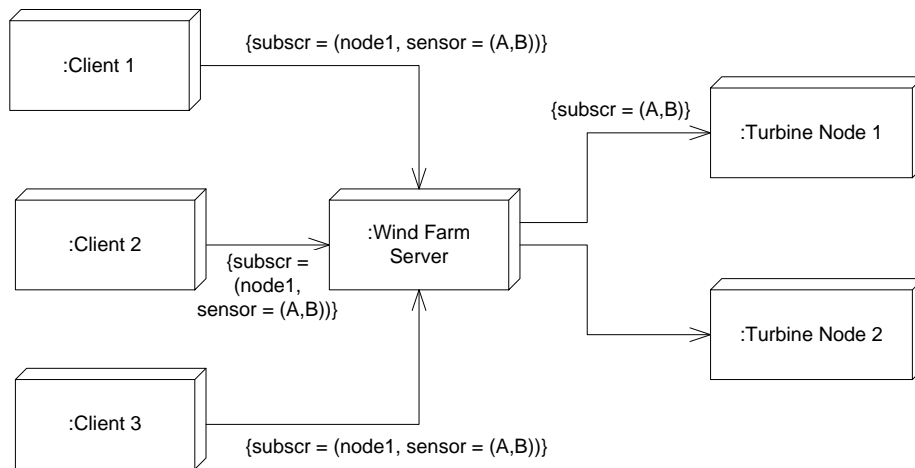 {subscr = (node1, sensor = (A,B))}
:Client 1
{subscr = (A,B)}
:Turbine Node 1
:Client 2
:Wind Farm
Server
{subscr =
(node1,
sensor = (A,B))}
:Turbine Node 2
:Client 3
{subscr = (node1, sensor = (A,B))}